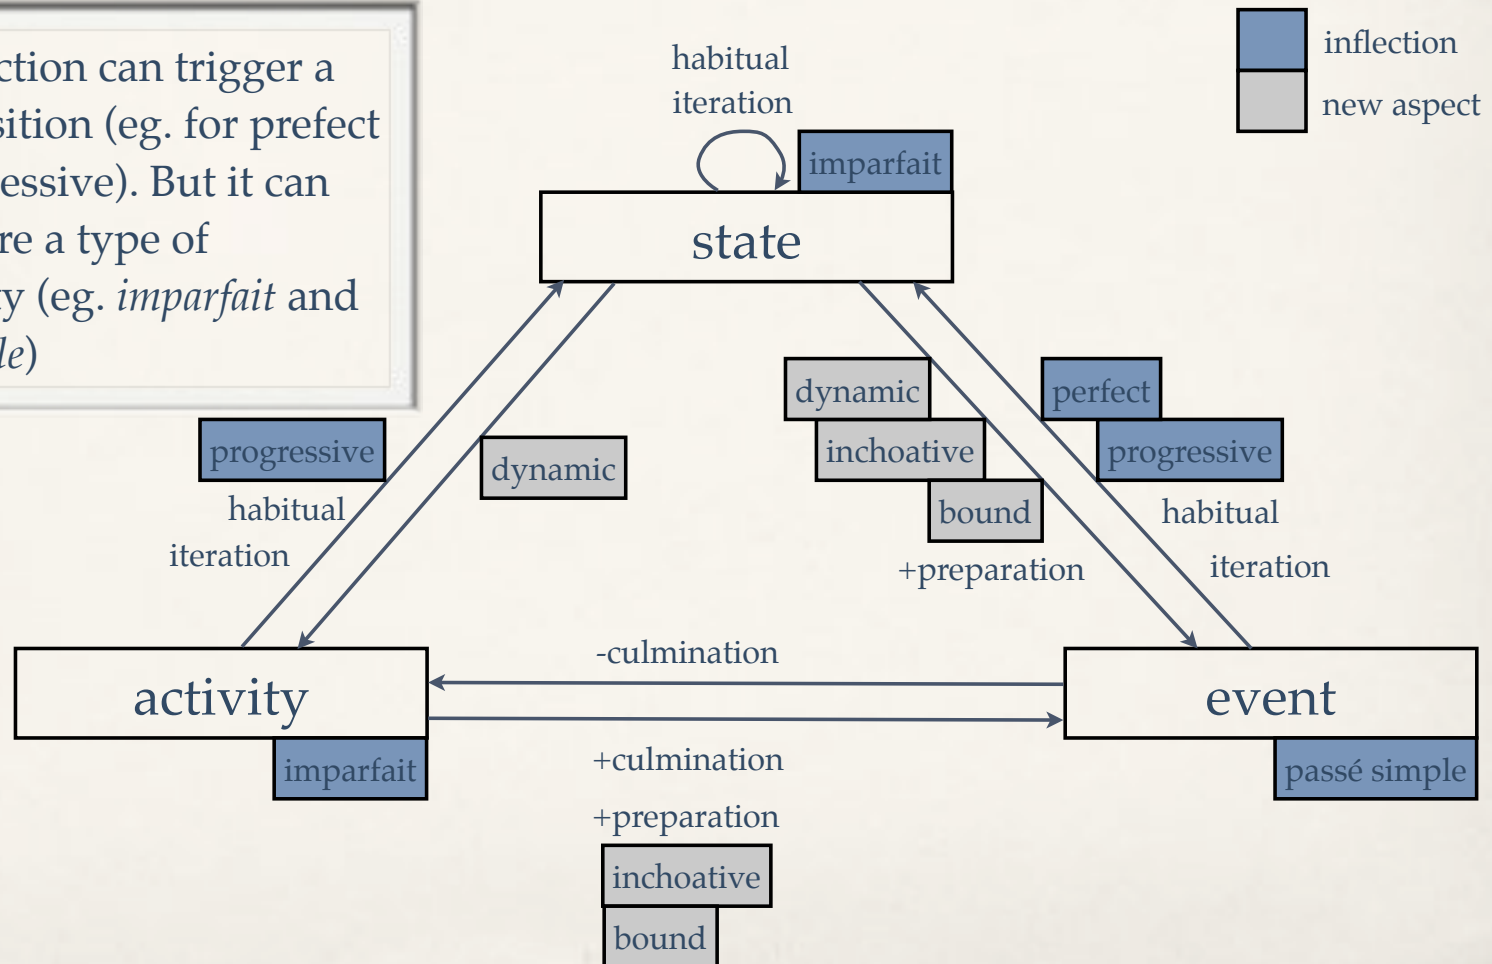 ction can trigger a
sition (eg. for prefect
essive). But it can
re a type of
y (eg. imparfait and
le)
inflection
new aspect
habitual
iteration
imparfait
state
progressive
habitual
iteration
dynamic
dynamic
inchoative
bound
+preparation
perfect
progressive
habitual
iteration
-culmination
activity
event
imparfait
passé simple
+culmination
+preparation
inchoative
bound